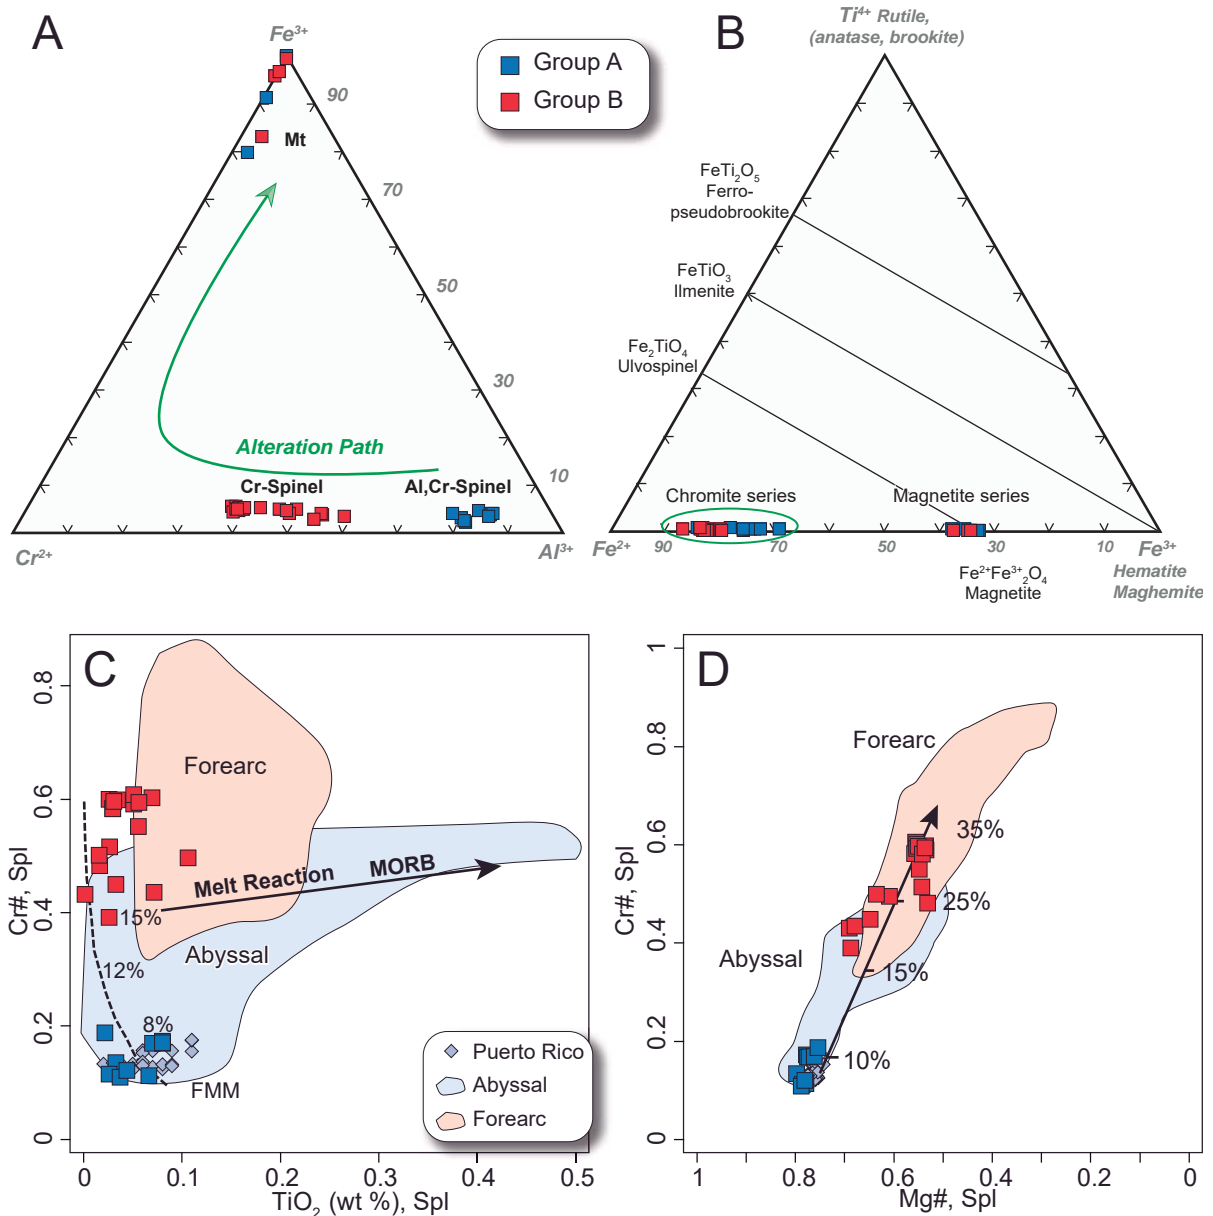 A
Fe³⁺
90
70
50
30
10
Mt
Alteration Path
Cr-Spinel
Al,Cr-Spinel
Cr²⁺
Al³⁺
Group A
Group B
B
Ti⁴⁺ Rutile,
(anatase, brookite)
FeTi₂O₅
Ferro-
pseudobrookite
FeTiO₃
Ilmenite
Fe₂TiO₄
Ulvospinel
Chromite series
Magnetite series
Fe²⁺
90
70
50
30
10
Fe³⁺
Fe²⁺Fe³⁺₂O₄
Magnetite
Hematite
Maghemite
C
Forearc
Melt Reaction
MORB
15%
Abyssal
12%
8%
FMM
Puerto Rico
Abyssal
Forearc
0.8
0.6
0.4
0.2
0
Cr#, Spl
0
0.1
0.2
0.3
0.4
0.5
TiO₂ (wt %), Spl
D
Forearc
35%
25%
Abyssal
15%
10%
1
0.8
0.6
0.4
0.2
0
Cr#, Spl
1
0.8
0.6
0.4
0.2
0
Mg#, Spl